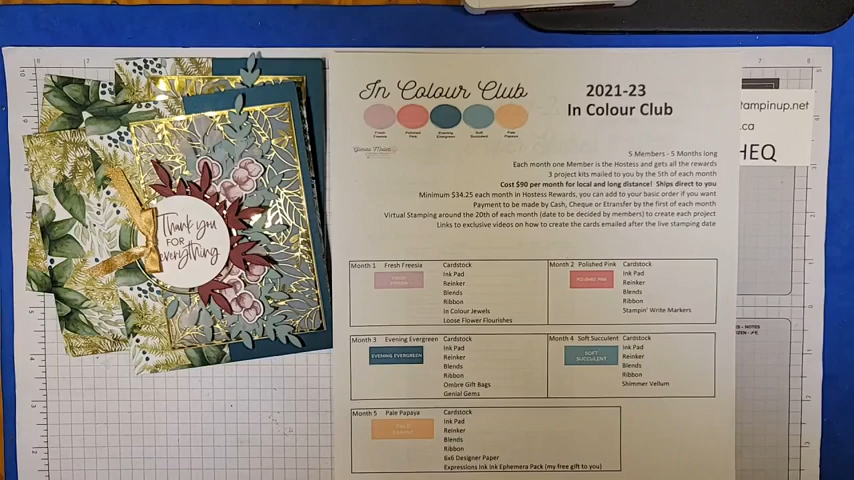 In Colour Club
Fresh Freesia
Polished Pink
Evening Evergreen
Soft Succulent
Pale Papaya
2021-23
In Colour Club
5 Members - 5 Months long
Each month one Member is the Hostess and gets all the rewards
3 project kits mailed to you by the 5th of each month
Cost $90 per month for local and long distance! Ships direct to you
Minimum $34.25 each month in Hostess Rewards, you can add to your basic order if you want
Payment to be made by Cash, Cheque or Etransfer by the first of each month
Virtual Stamping around the 20th of each month (date to be decided by members) to create each project
Links to exclusive videos on how to create the cards emailed after the live stamping date
Month 1 Fresh Freesia Cardstock
FRESH FREESIA
Ink Pad
Reinker
Blends
Ribbon
In Colour Jewels
Loose Flower Flourishes
Month 2 Polished Pink Cardstock
POLISHED PINK
Ink Pad
Reinker
Blends
Ribbon
Stampin' Write Markers
Month 3 Evening Evergreen Cardstock
EVENING EVERGREEN
Ink Pad
Reinker
Blends
Ribbon
Ombre Gift Bags
Genial Gems
Month 4 Soft Succulent Cardstock
SOFT SUCCULENT
Ink Pad
Reinker
Blends
Ribbon
Shimmer Vellum
Month 5 Pale Papaya Cardstock
Ink Pad
Reinker
Blends
Ribbon
6x6 Designer Paper
Expressions Ink Ink Ephemera Pack (my free gift to you)
Thank you
FOR
everything
stampinup.net
.ca
HEQ